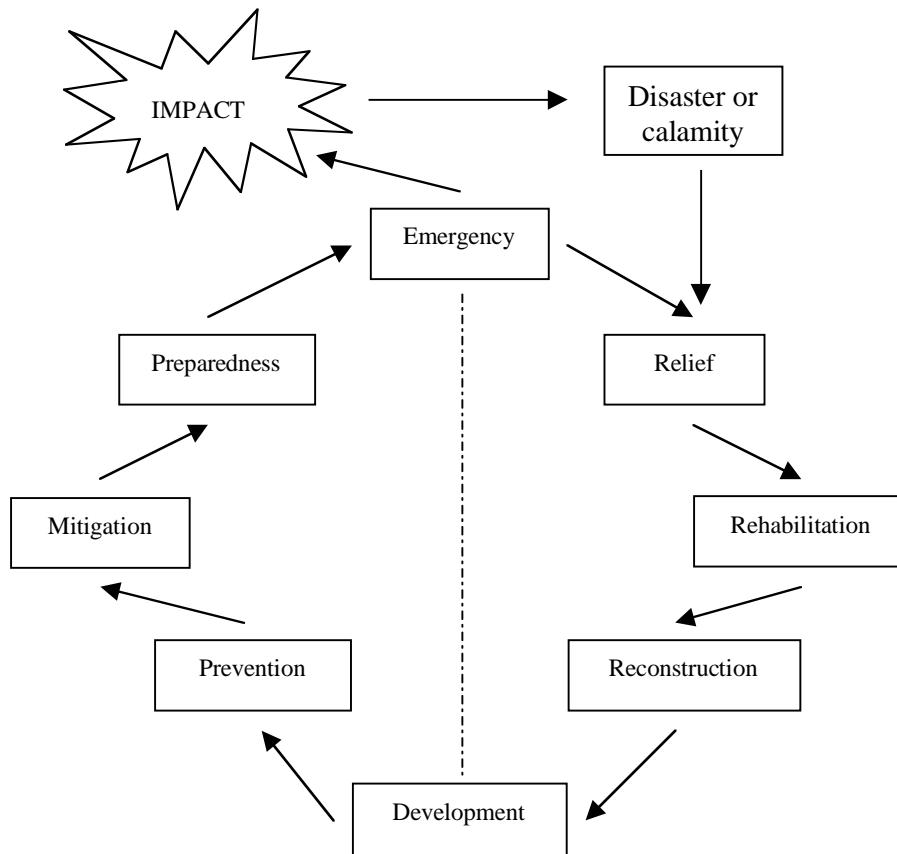 IMPACT
Disaster or
calamity
Emergency
Preparedness
Relief
Mitigation
Rehabilitation
Prevention
Reconstruction
Development